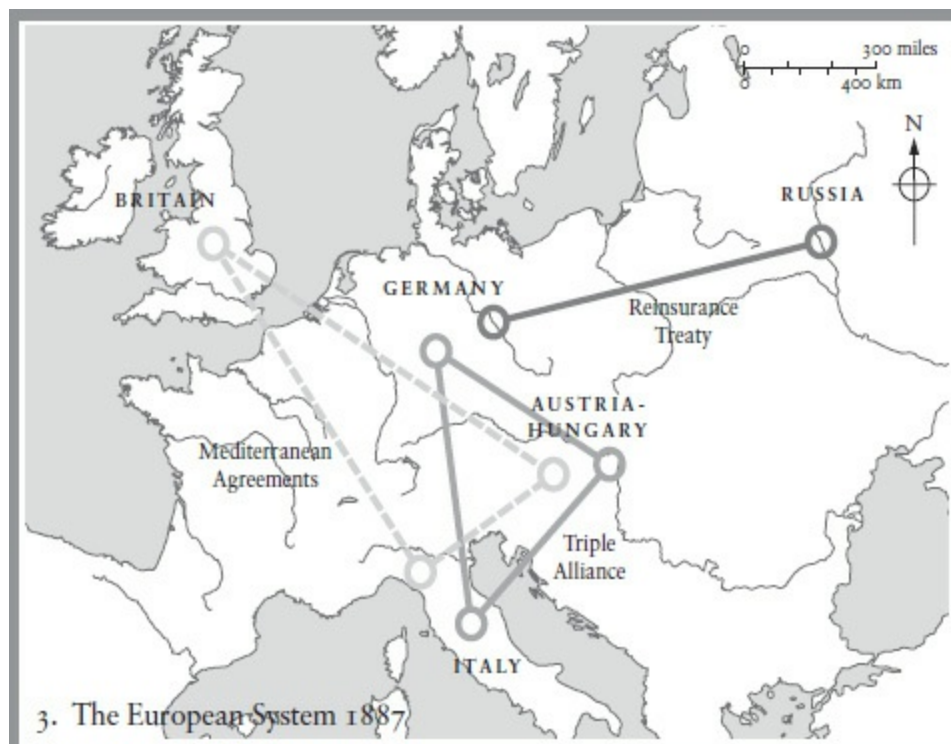 0 300 miles
0 400 km
N
BRITAIN
RUSSIA
GERMANY
Reinsurance
Treaty
AUSTRIA-
HUNGARY
Mediterranean
Agreements
Triple
Alliance
ITALY
3. The European System 1887